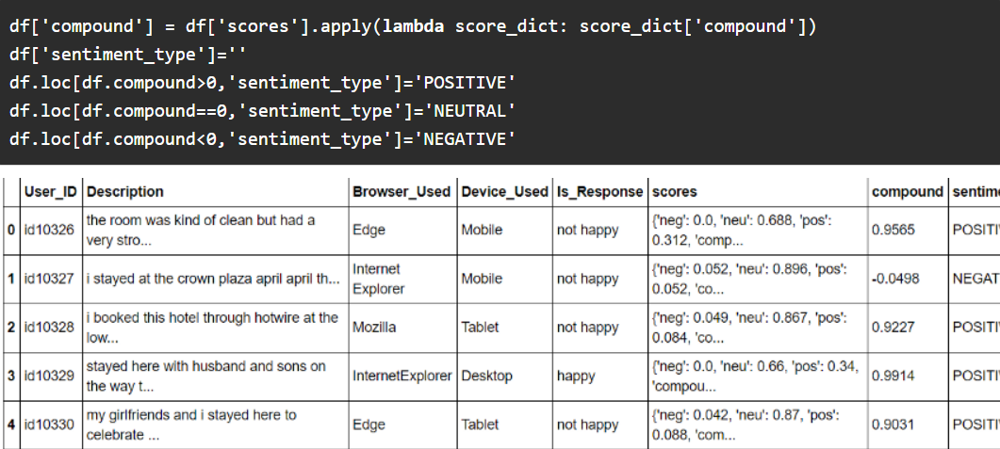 df['compound'] = df['scores'].apply(lambda score_dict: score_dict['compound'])
df['sentiment_type']=''
df.loc[df.compound>0,'sentiment_type']='POSITIVE'
df.loc[df.compound==0,'sentiment_type']='NEUTRAL'
df.loc[df.compound<0,'sentiment_type']='NEGATIVE'
User_ID Description Browser_Used Device_Used Is_Response scores compound sentime
0 id10326 the room was kind of clean but had a very stro... Edge Mobile not happy {'neg': 0.0, 'neu': 0.688, 'pos': 0.312, 'comp... 0.9565 POSITI
1 id10327 i stayed at the crown plaza april april th... Internet Explorer Mobile not happy {'neg': 0.052, 'neu': 0.896, 'pos': 0.052, 'co... -0.0498 NEGAT
2 id10328 i booked this hotel through hotwire at the low... Mozilla Tablet not happy {'neg': 0.049, 'neu': 0.867, 'pos': 0.084, 'co... 0.9227 POSITI
3 id10329 stayed here with husband and sons on the way t... InternetExplorer Desktop happy {'neg': 0.0, 'neu': 0.66, 'pos': 0.34, 'compou... 0.9914 POSITI
4 id10330 my girlfriends and i stayed here to celebrate ... Edge Tablet not happy {'neg': 0.042, 'neu': 0.87, 'pos': 0.088, 'com... 0.9031 POSITI